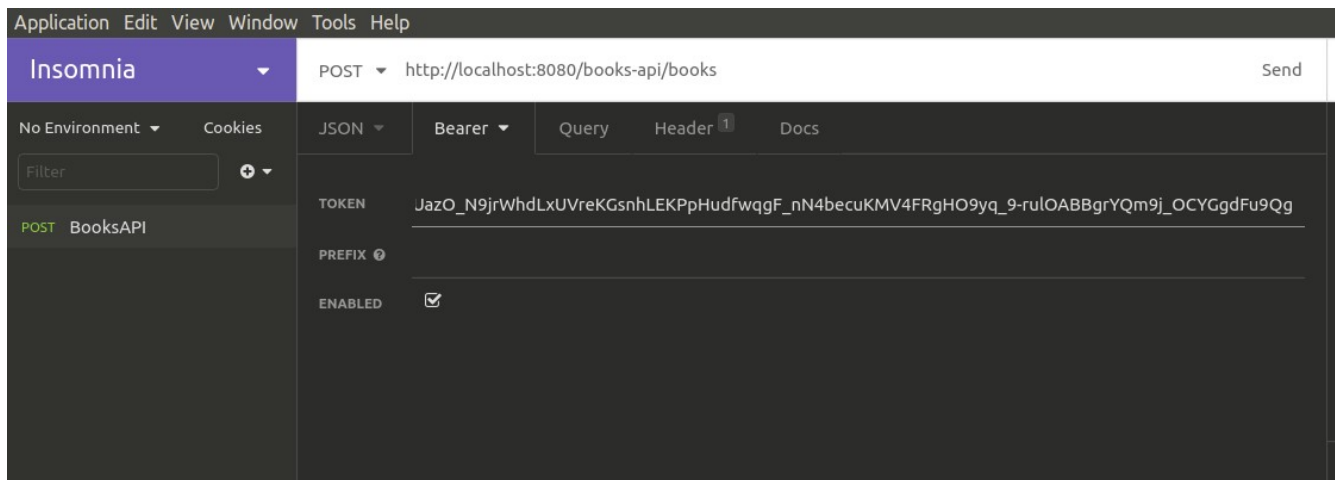 Application Edit View Window Tools Help
Insomnia POST http://localhost:8080/books-api/books Send
No Environment Cookies JSON Bearer Query Header 1 Docs
Filter
TOKEN JazO_N9jrWhdLxUVreKGsnhLEKPpHudfwqgF_nN4becuKMV4FRgHO9yq_9-rulOABBgrYQm9j_OCYGgdFu9Qg
POST BooksAPI
PREFIX
ENABLED